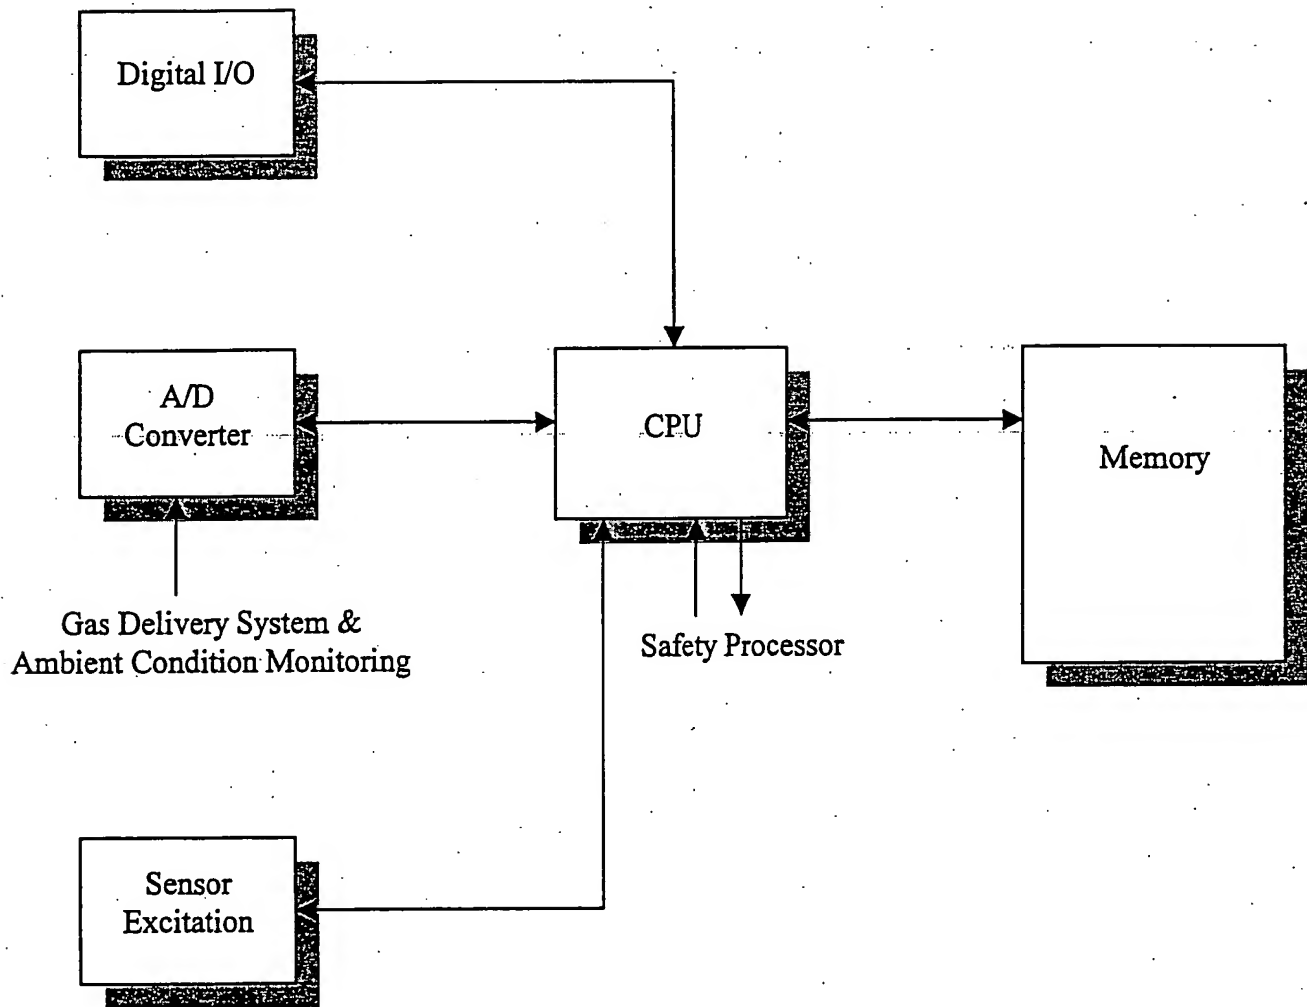 Digital I/O
A/D
Converter
CPU
Memory
Gas Delivery System &
Ambient Condition Monitoring
Safety Processor
Sensor
Excitation